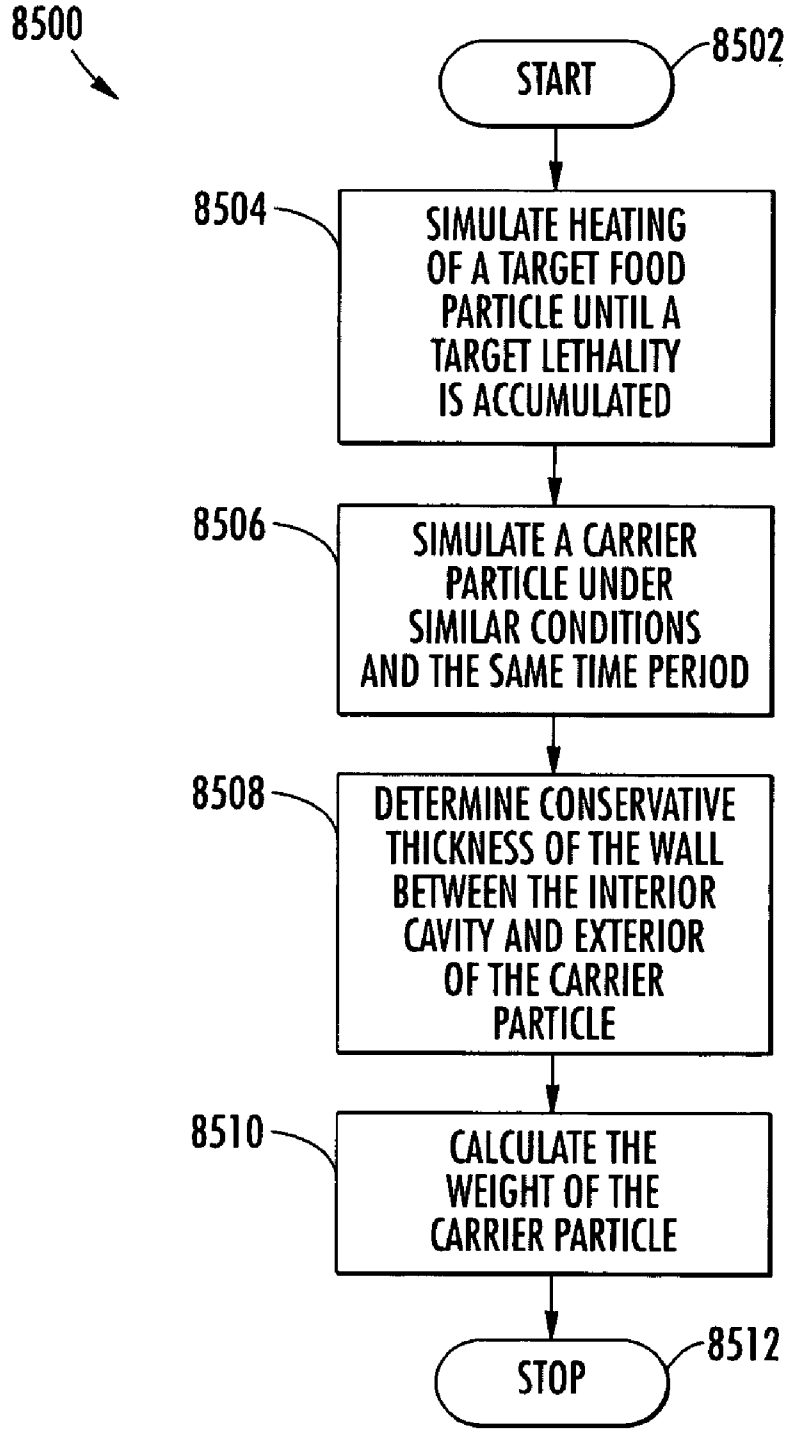 8500
START
8502
8504
SIMULATE HEATING
OF A TARGET FOOD
PARTICLE UNTIL A
TARGET LETHALITY
IS ACCUMULATED
8506
SIMULATE A CARRIER
PARTICLE UNDER
SIMILAR CONDITIONS
AND THE SAME TIME PERIOD
8508
DETERMINE CONSERVATIVE
THICKNESS OF THE WALL
BETWEEN THE INTERIOR
CAVITY AND EXTERIOR
OF THE CARRIER
PARTICLE
8510
CALCULATE THE
WEIGHT OF THE
CARRIER PARTICLE
STOP
8512